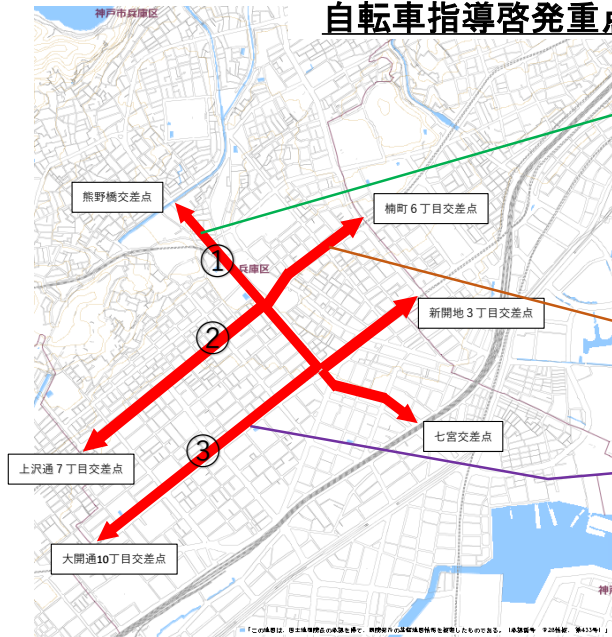 神戸市兵庫区
自転車指導啓発重点
熊野橋交差点
楠町６丁目交差点
①
兵庫区
新開地３丁目交差点
②
七宮交差点
③
上沢通７丁目交差点
大開通10丁目交差点
神戸